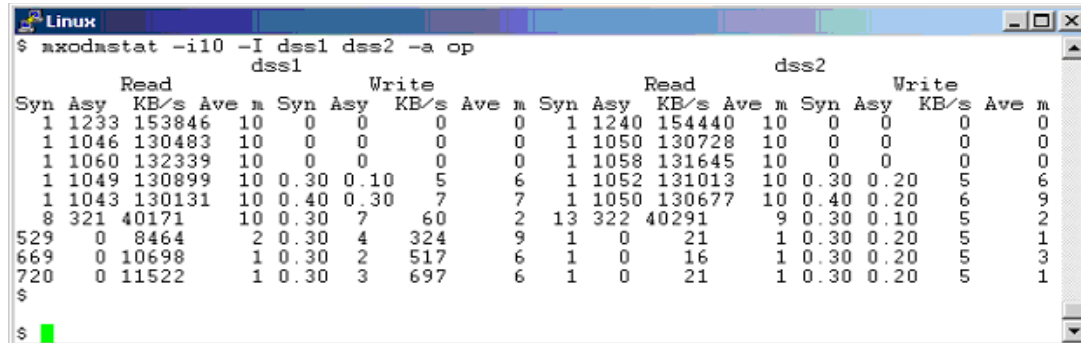 Linux
$ mxodmstat -i10 -I dss1 dss2 -a op
dss1 dss2
Read Write Read Write
Syn Asy KB/s Ave m Syn Asy KB/s Ave m Syn Asy KB/s Ave m Syn Asy KB/s Ave m
1 1233 153846 10 0 0 0 0 1 1240 154440 10 0 0 0 0
1 1046 130483 10 0 0 0 0 1 1050 130728 10 0 0 0 0
1 1060 132339 10 0 0 0 0 1 1058 131645 10 0 0 0 0
1 1049 130899 10 0.30 0.10 5 6 1 1052 131013 10 0.30 0.20 5 6
1 1043 130131 10 0.40 0.30 7 7 1 1050 130677 10 0.40 0.20 6 9
8 321 40171 10 0.30 7 60 2 13 322 40291 9 0.30 0.10 5 2
529 0 8464 2 0.30 4 324 9 1 0 21 1 0.30 0.20 5 1
669 0 10698 1 0.30 2 517 6 1 0 16 1 0.30 0.20 5 3
720 0 11522 1 0.30 3 697 6 1 0 21 1 0.30 0.20 5 1
$
$